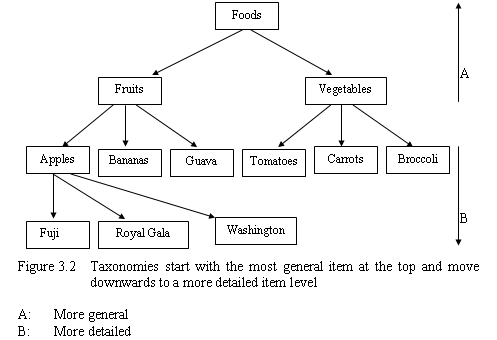 Foods
A
Fruits
Vegetables
Apples
Bananas
Guava
Tomatoes
Carrots
Broccoli
B
Fuji
Royal Gala
Washington
Figure 3.2 Taxonomies start with the most general item at the top and move
downwards to a more detailed item level
A: More general
B: More detailed